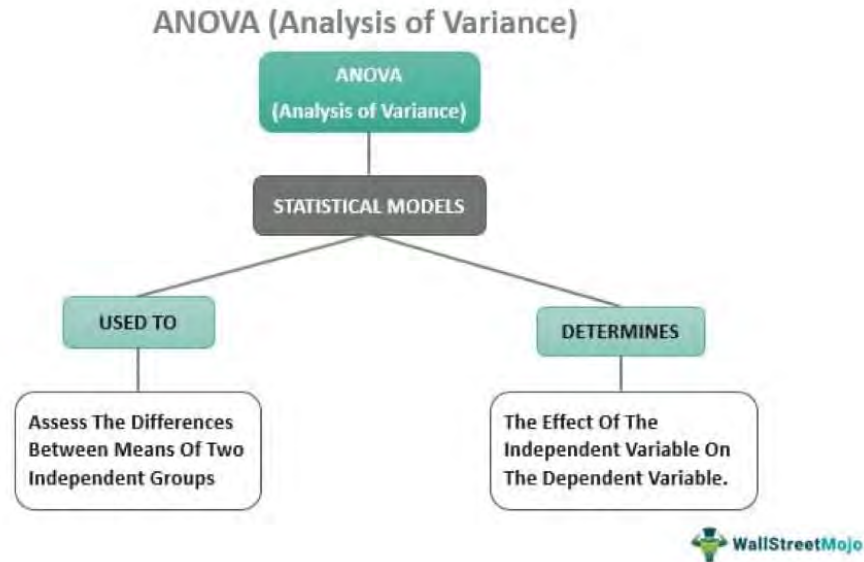 ANOVA (Analysis of Variance)
ANOVA
(Analysis of Variance)
STATISTICAL MODELS
USED TO
DETERMINES
Assess The Differences
Between Means Of Two
Independent Groups
The Effect Of The
Independent Variable On
The Dependent Variable.
WallStreetMojo